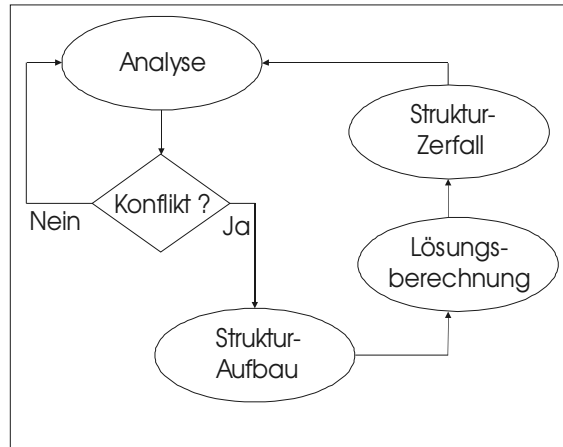 Analyse
Konflikt ?
Nein
Ja
Struktur-
Aufbau
Lösungs-
berechnung
Struktur-
Zerfall